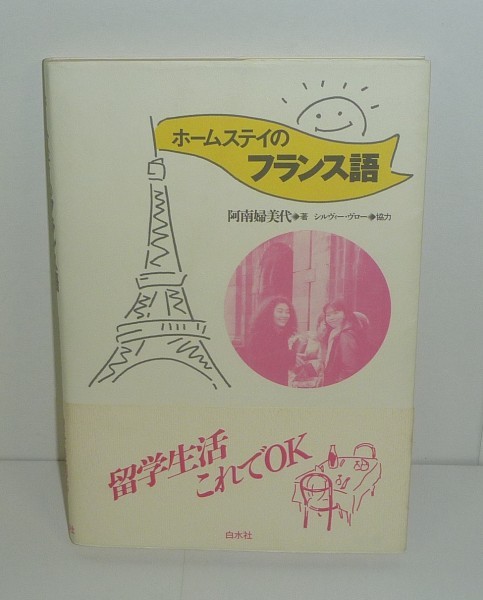 ホームステイの
フランス語
阿南婦美代◆著 シルヴィー・ヴロー◆協力
留学生活
これでOK
白水社